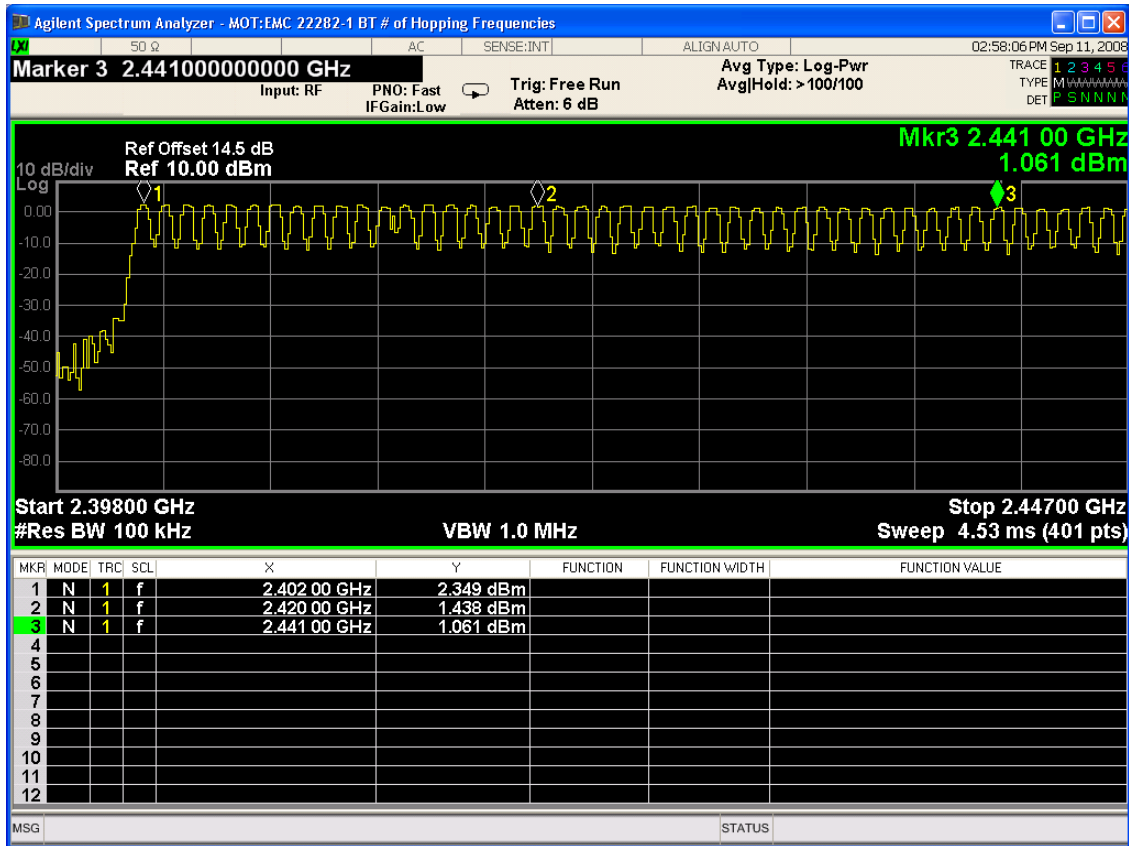 Agilent Spectrum Analyzer - MOT:EMC 22282-1 BT # of Hopping Frequencies
LXI 50 Ω AC SENSE:INT ALIGN AUTO 02:58:06 PM Sep 11, 2008
Marker 3 2.441000000000 GHz
Input: RF
PNO: Fast
IFGain:Low
Trig: Free Run
Atten: 6 dB
Avg Type: Log-Pwr
Avg|Hold: >100/100
TRACE 1 2 3 4 5 6
TYPE M
DET P S N N N N
Mkr3 2.441 00 GHz
1.061 dBm
Ref Offset 14.5 dB
10 dB/div Ref 10.00 dBm
Log
1 2 3
0.00
-10.0
-20.0
-30.0
-40.0
-50.0
-60.0
-70.0
-80.0
Start 2.39800 GHz Stop 2.44700 GHz
#Res BW 100 kHz VBW 1.0 MHz Sweep 4.53 ms (401 pts)
MKR MODE TRC SCL X Y FUNCTION FUNCTION WIDTH FUNCTION VALUE
1 N 1 f 2.402 00 GHz 2.349 dBm
2 N 1 f 2.420 00 GHz 1.438 dBm
3 N 1 f 2.441 00 GHz 1.061 dBm
4
5
6
7
8
9
10
11
12
MSG STATUS